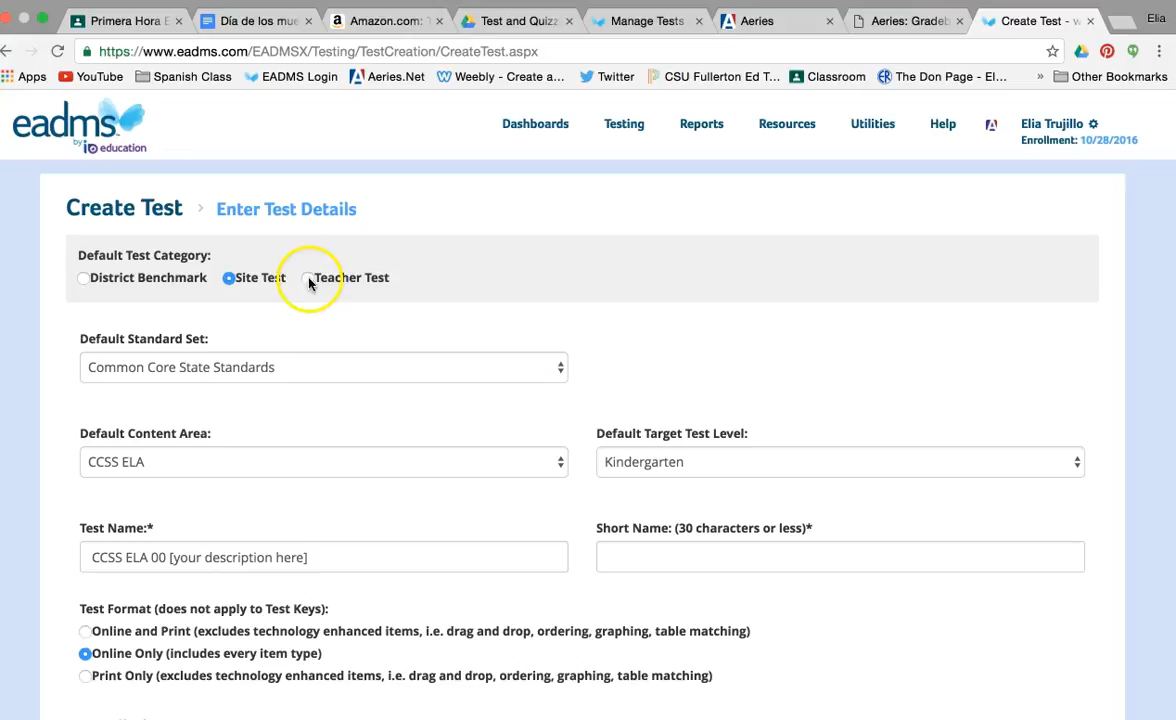 Primera Hora E
Día de los mue
Amazon.com: T
Test and Quizz
Manage Tests
Aeries
Aeries: Gradeb
Create Test - w
Elia
https://www.eadms.com/EADMSX/Testing/TestCreation/CreateTest.aspx
Apps
YouTube
Spanish Class
EADMS Login
Aeries.Net
Weebly - Create a...
Twitter
CSU Fullerton Ed T...
Classroom
The Don Page - El...
»
Other Bookmarks
eadms
by io education
Dashboards
Testing
Reports
Resources
Utilities
Help
Elia Trujillo
Enrollment: 10/28/2016
Create Test > Enter Test Details
Default Test Category:
District Benchmark Site Test Teacher Test
Default Standard Set:
Common Core State Standards
Default Content Area:
Default Target Test Level:
CCSS ELA
Kindergarten
Test Name:*
Short Name: (30 characters or less)*
CCSS ELA 00 [your description here]
Test Format (does not apply to Test Keys):
Online and Print (excludes technology enhanced items, i.e. drag and drop, ordering, graphing, table matching)
Online Only (includes every item type)
Print Only (excludes technology enhanced items, i.e. drag and drop, ordering, graphing, table matching)